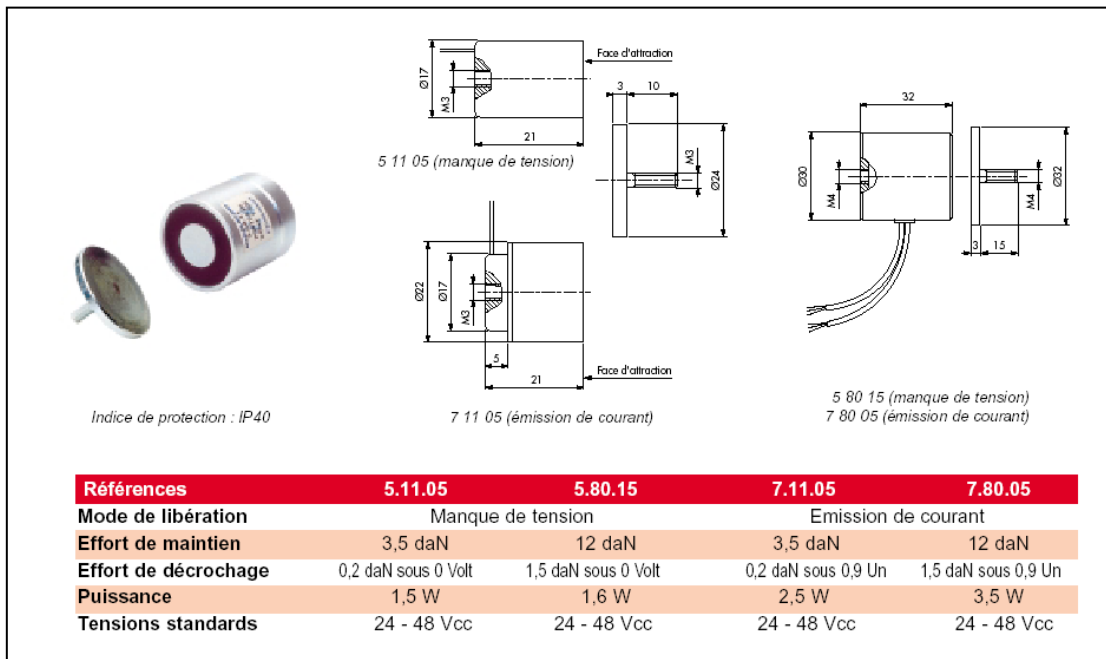 Face d'attraction
Ø17
M3
21
5 11 05 (manque de tension)
3
10
M3
Ø24
32
Ø30
M4
Ø32
M4
3
15
Ø22
Ø17
M3
5
21
Face d'attraction
Indice de protection : IP40
7 11 05 (émission de courant)
5 80 15 (manque de tension)
7 80 05 (émission de courant)
Références 5.11.05 5.80.15 7.11.05 7.80.05
Mode de libération Manque de tension Emission de courant
Effort de maintien 3,5 daN 12 daN 3,5 daN 12 daN
Effort de décrochage 0,2 daN sous 0 Volt 1,5 daN sous 0 Volt 0,2 daN sous 0,9 Un 1,5 daN sous 0,9 Un
Puissance 1,5 W 1,6 W 2,5 W 3,5 W
Tensions standards 24 - 48 Vcc 24 - 48 Vcc 24 - 48 Vcc 24 - 48 Vcc